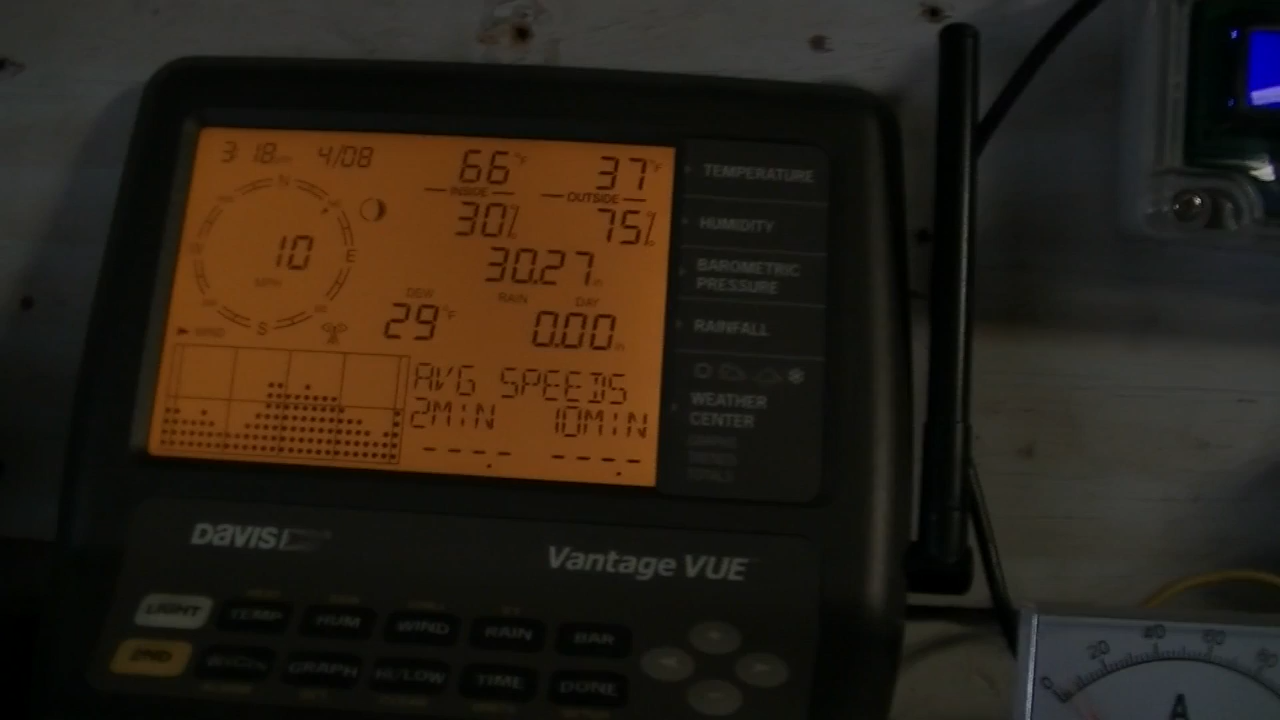 3 18 4/08
66°F 37°F
INSIDE OUTSIDE
30% 75%
N
E
S
10
MPH
30.27in
DEW RAIN DAY
29°F 0.00in
WIND
AVG SPEEDS
2MIN 10MIN
----.- ----.-
TEMPERATURE
HUMIDITY
BAROMETRIC
PRESSURE
RAINFALL
WEATHER
CENTER
DAVIS
Vantage VUE
LIGHT TEMP HUM WIND RAIN BAR
2ND GRAPH HI/LOW TIME DONE
0 20 40
A